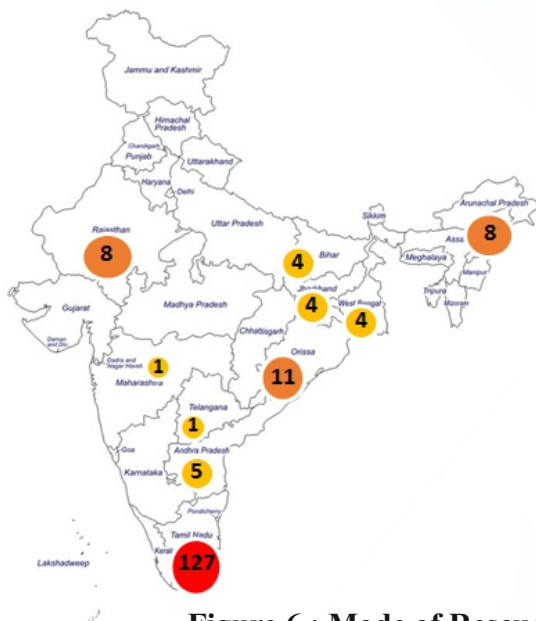 Jammu and Kashmir
Himachal
Pradesh
Chandigarh
Punjab
Uttarakhand
Haryana
Delhi
Arunachal Pradesh
Sikkim
Uttar Pradesh
Rajasthan
8
Assa
8
Bihar
4
Meghalaya
Manipur
Jharkhand
4
Tripura
Mizoram
West Bengal
4
Gujarat
Madhya Pradesh
Chhattisgarh
Daman
and Diu
Orissa
11
Dadra and
Nagar Haveli
1
Maharashtra
Telangana
1
Andhra Pradesh
5
Goa
Karnataka
Pondicherry
Tamil Nadu
Keral
127
Lakshadweep